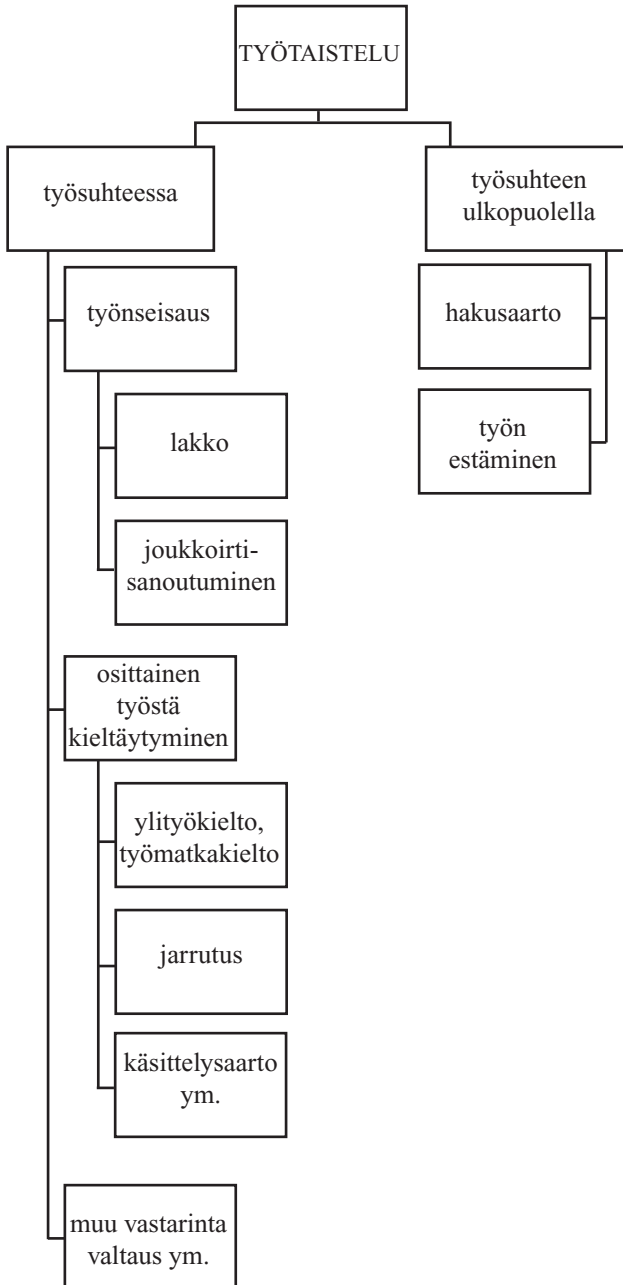 TYÖTAISTELU
työsuhteessa
työnseisaus
lakko
joukkoirti-
sanoutuminen
osittainen
työstä
kieltäytyminen
ylityökielto,
työmatkakielto
jarrutus
käsittelysaarto
ym.
muu vastarinta
valtaus ym.
työsuhteen
ulkopuolella
hakusaarto
työn
estäminen